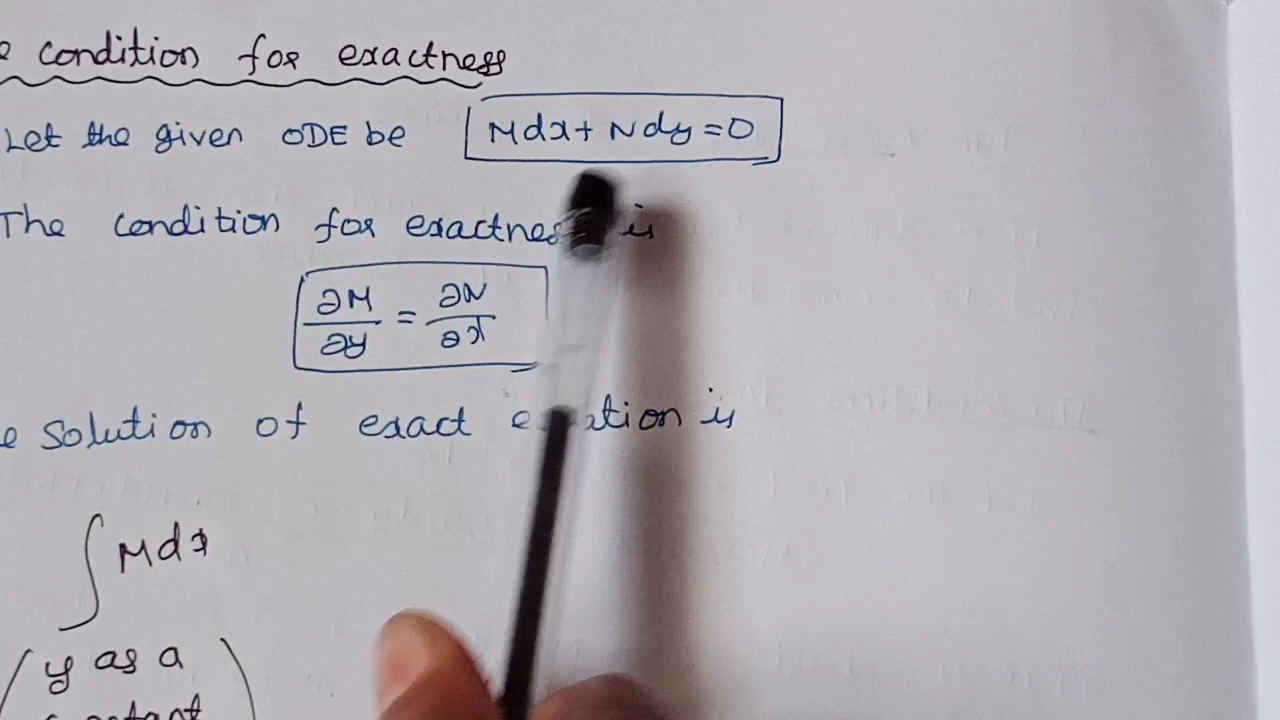 condition for exactness
Let the given ODE be Mdx + Ndy = 0
The condition for exactness is
∂M/∂y = ∂N/∂x
solution of exact is
∫ Mdx
(y as a